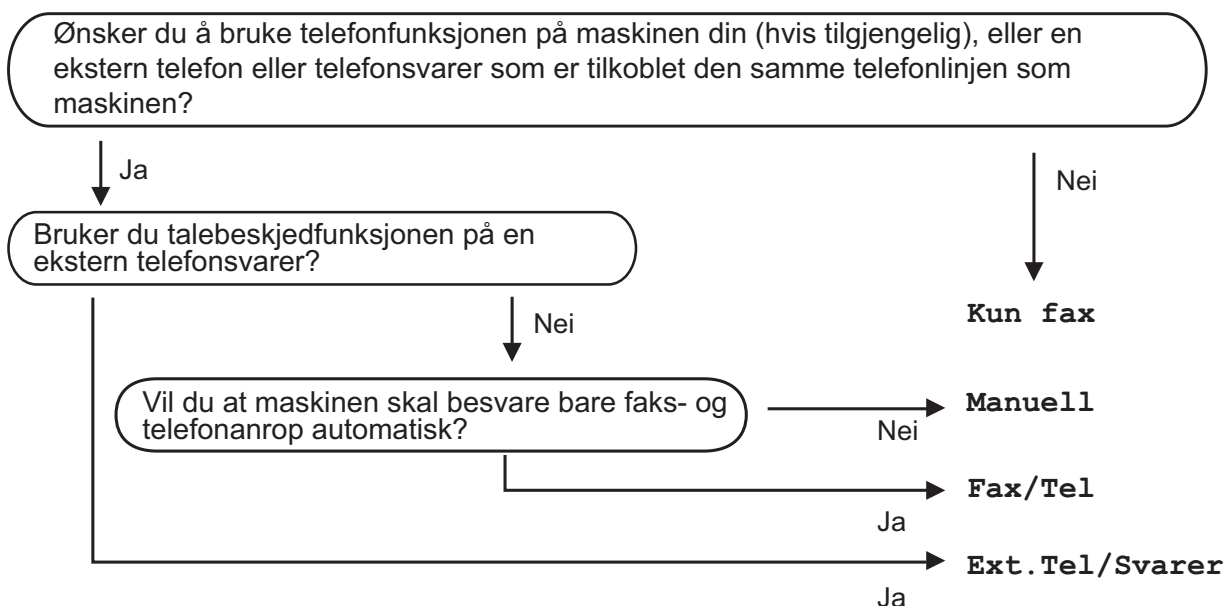 Ønsker du å bruke telefonfunksjonen på maskinen din (hvis tilgjengelig), eller en
ekstern telefon eller telefonsvarer som er tilkoblet den samme telefonlinjen som
maskinen?
Ja
Nei
Bruker du talebeskjedfunksjonen på en
ekstern telefonsvarer?
Kun fax
Nei
Vil du at maskinen skal besvare bare faks- og
telefonanrop automatisk?
Manuell
Nei
Fax/Tel
Ja
Ext.Tel/Svarer
Ja